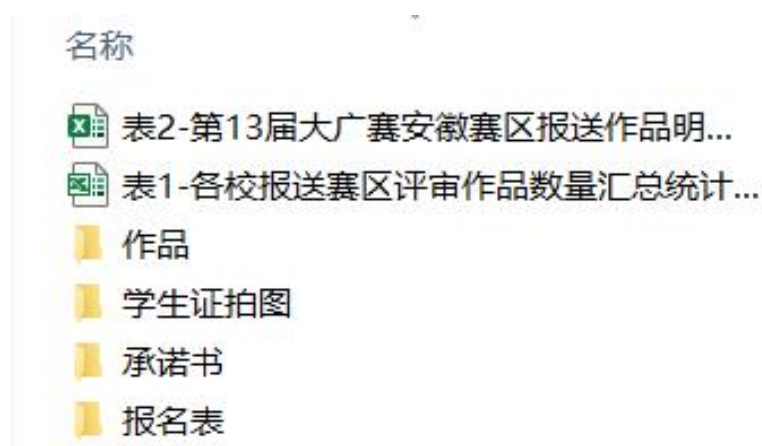 名称
表2-第13届大广赛安徽赛区报送作品明...
表1-各校报送赛区评审作品数量汇总统计...
作品
学生证拍图
承诺书
报名表